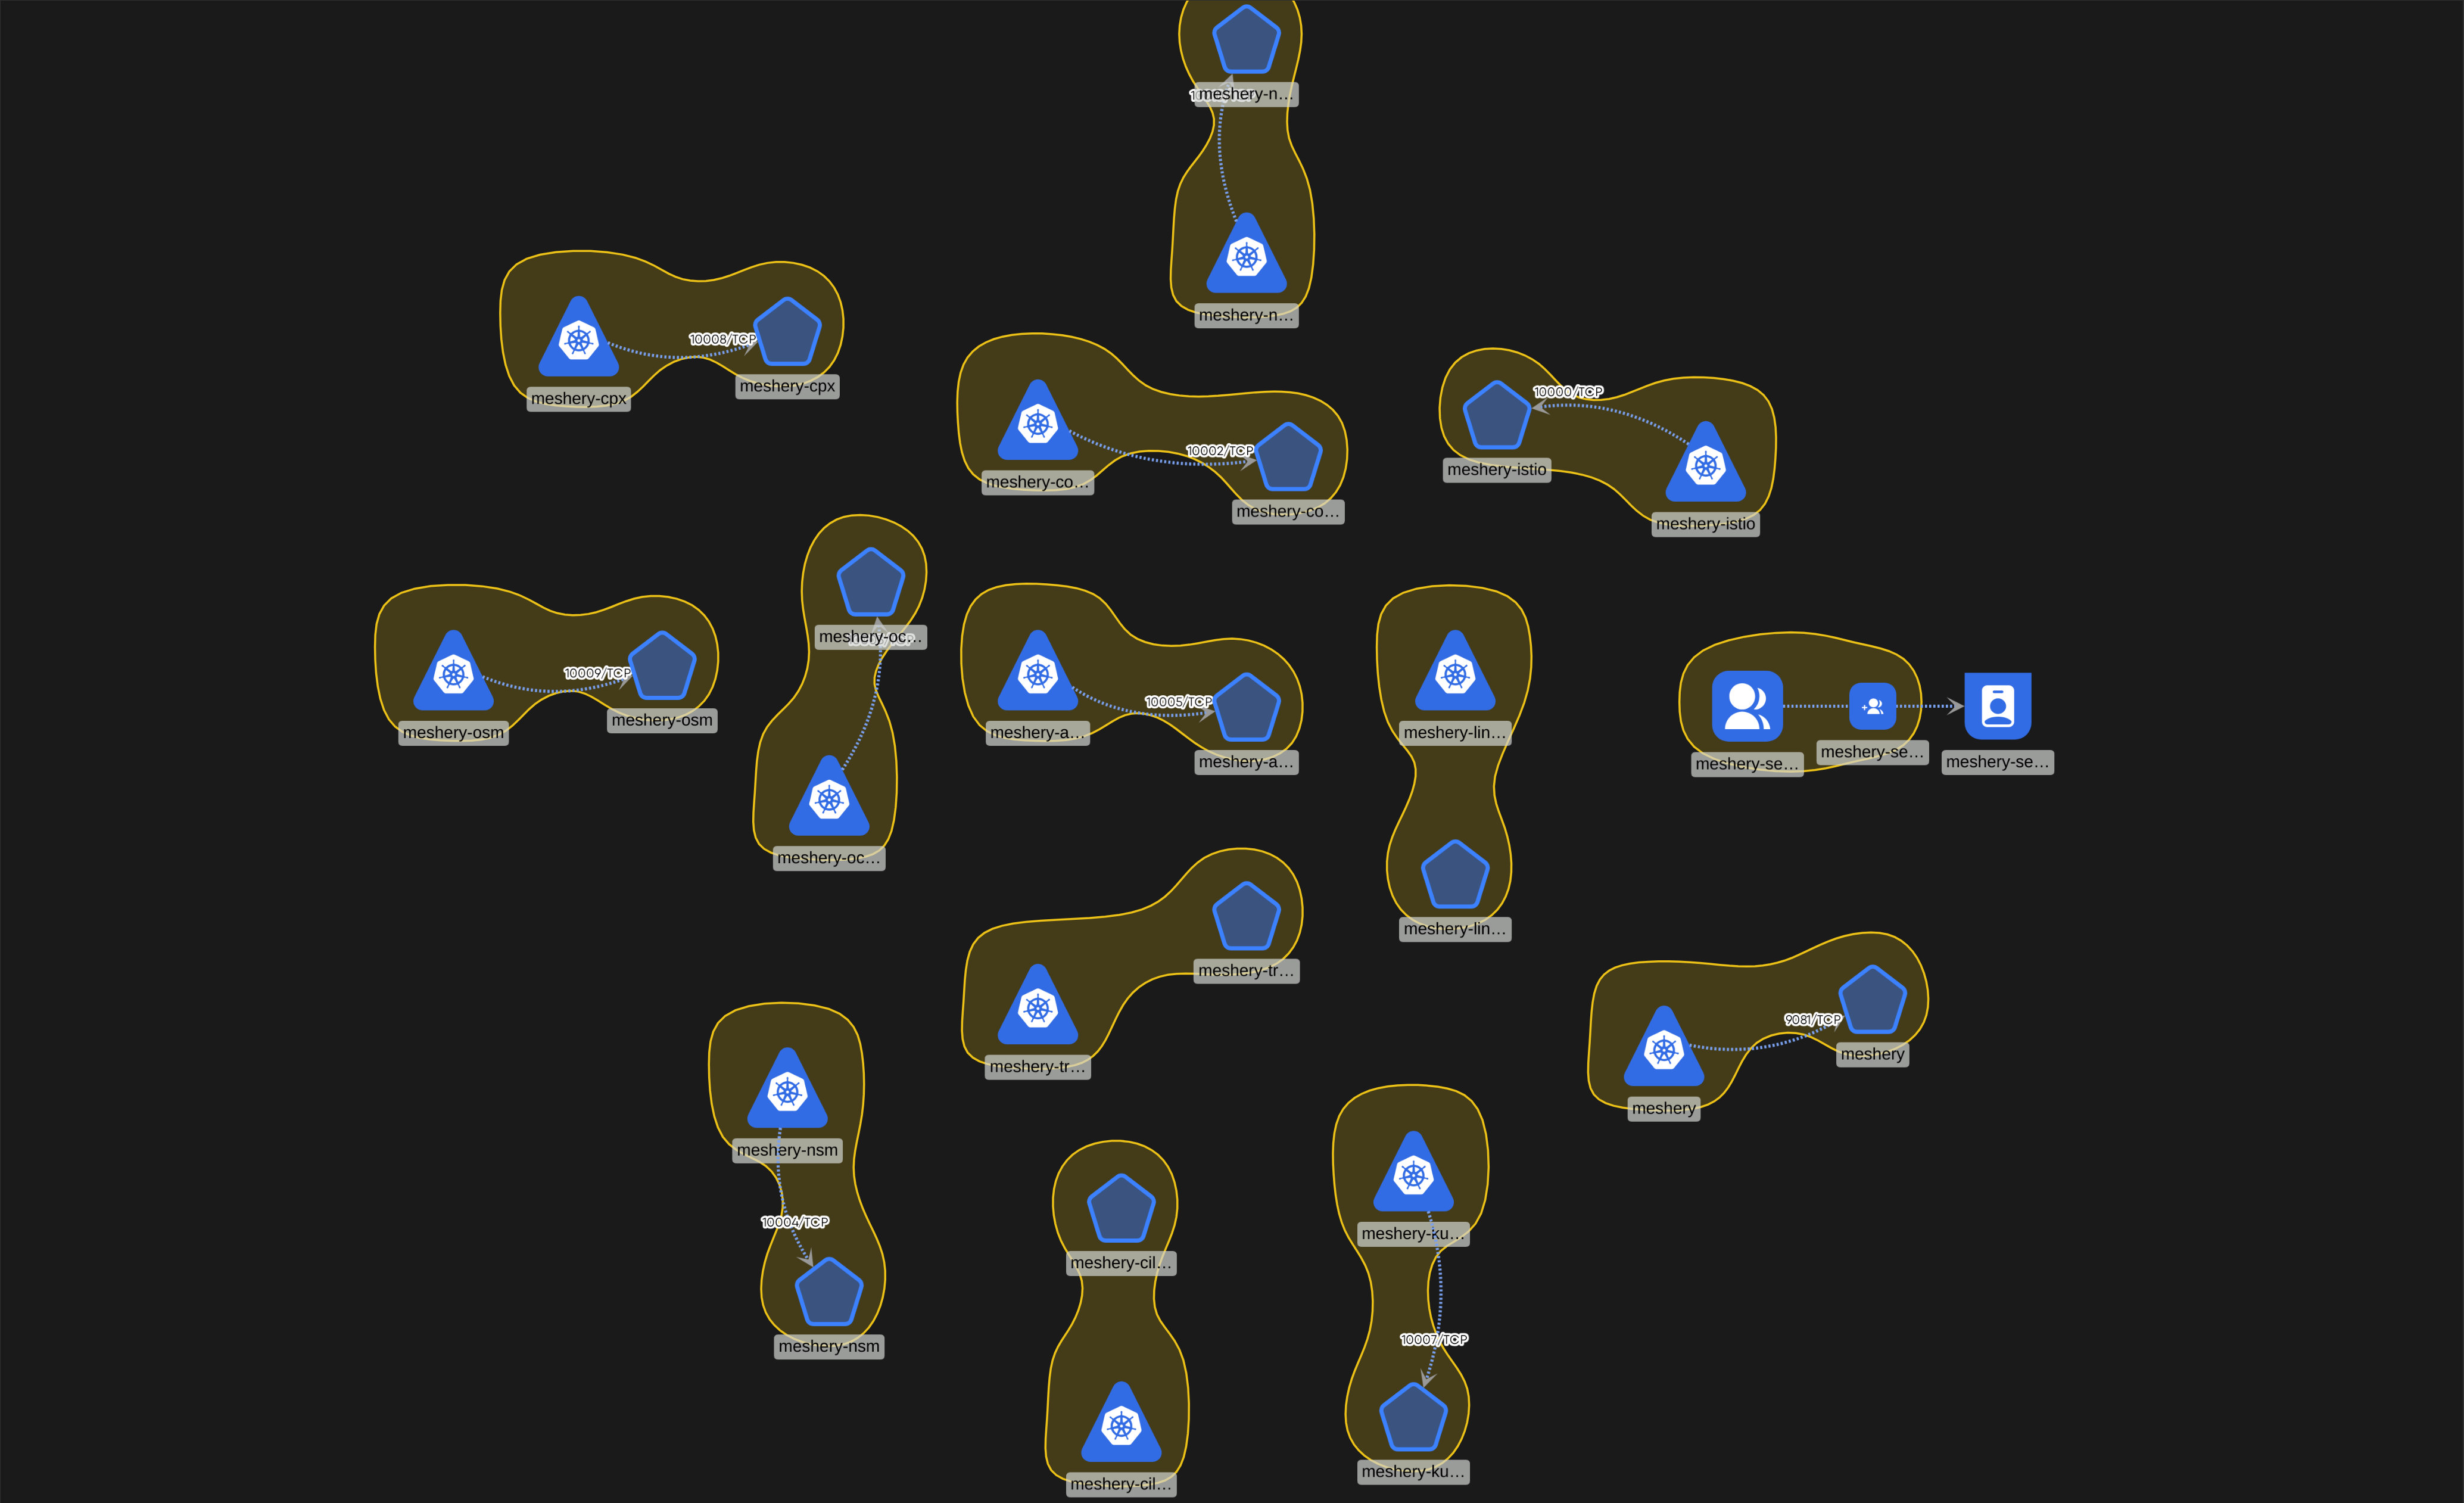 meshery-n…
meshery-n…
10008/TCP
meshery-cpx
meshery-cpx
10002/TCP
meshery-co…
meshery-co…
10000/TCP
meshery-istio
meshery-istio
10009/TCP
meshery-osm
meshery-osm
meshery-oc…
meshery-oc…
10005/TCP
meshery-a…
meshery-a…
meshery-lin…
meshery-lin…
meshery-se…
meshery-se…
meshery-se…
meshery-tr…
meshery-tr…
9081/TCP
meshery
meshery
meshery-nsm
10004/TCP
meshery-nsm
meshery-cil…
meshery-cil…
meshery-ku…
10007/TCP
meshery-ku…